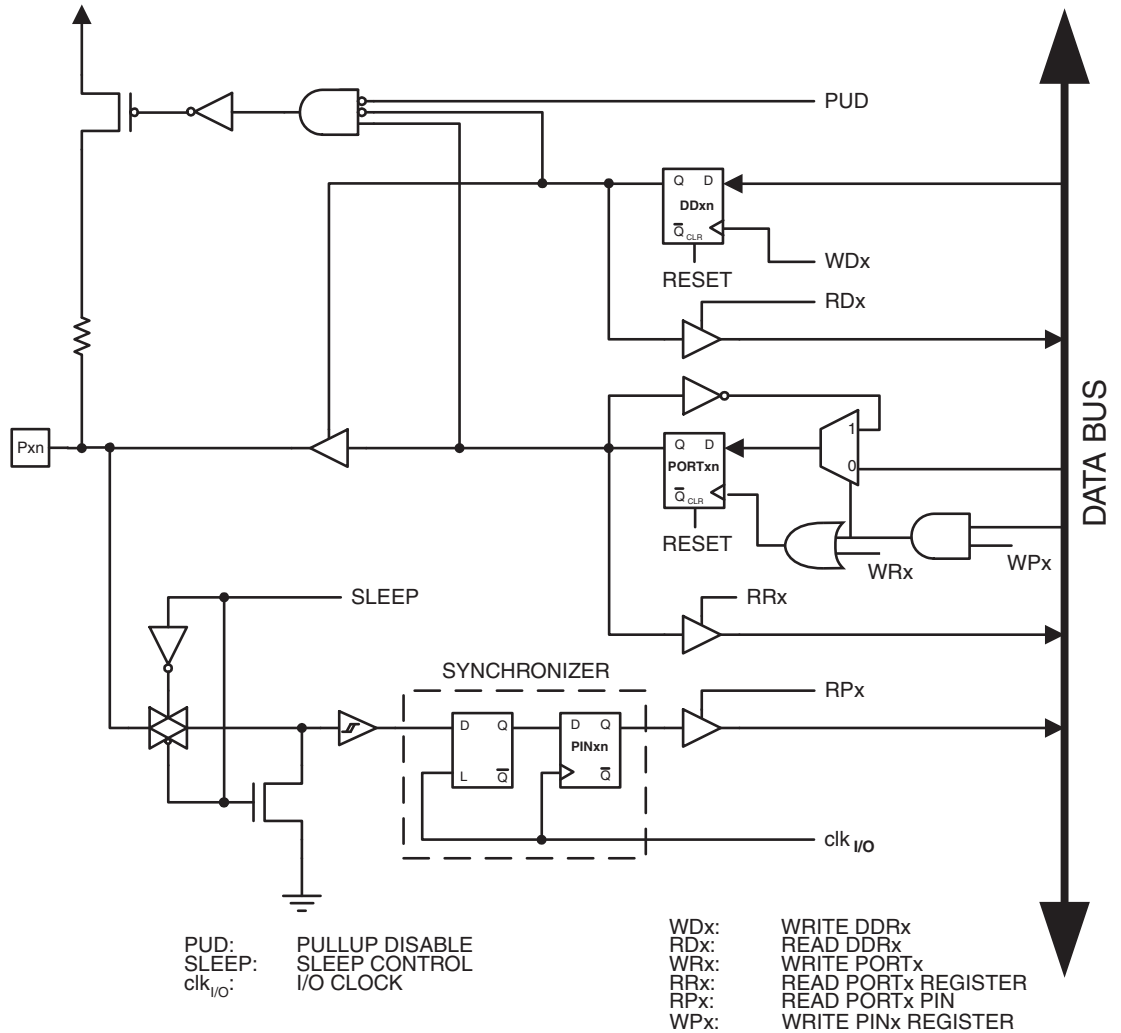 PUD
Q D
DDxn
Q CLR
WDx
RESET
RDx
1
Pxn
Q D
PORTxn
0
Q CLR
DATA BUS
RESET
WRx
WPx
SLEEP
RRx
SYNCHRONIZER
RPx
D Q
D Q
PINxn
L Q
Q
clk I/O
PUD: PULLUP DISABLE
SLEEP: SLEEP CONTROL
clkI/O: I/O CLOCK
WDx: WRITE DDRx
RDx: READ DDRx
WRx: WRITE PORTx
RRx: READ PORTx REGISTER
RPx: READ PORTx PIN
WPx: WRITE PINx REGISTER